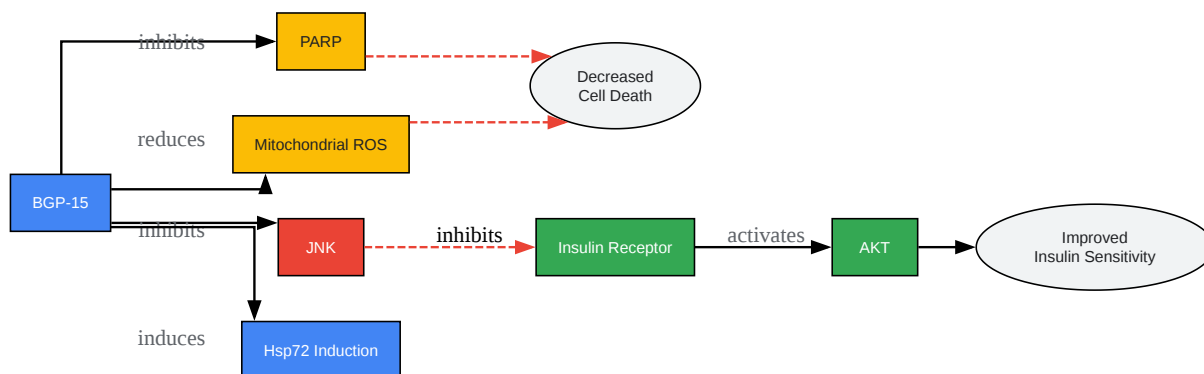 inhibits
PARP
Decreased
Cell Death
reduces
Mitochondrial ROS
BGP-15
inhibits
JNK
inhibits
Insulin Receptor
activates
AKT
Improved
Insulin Sensitivity
induces
Hsp72 Induction